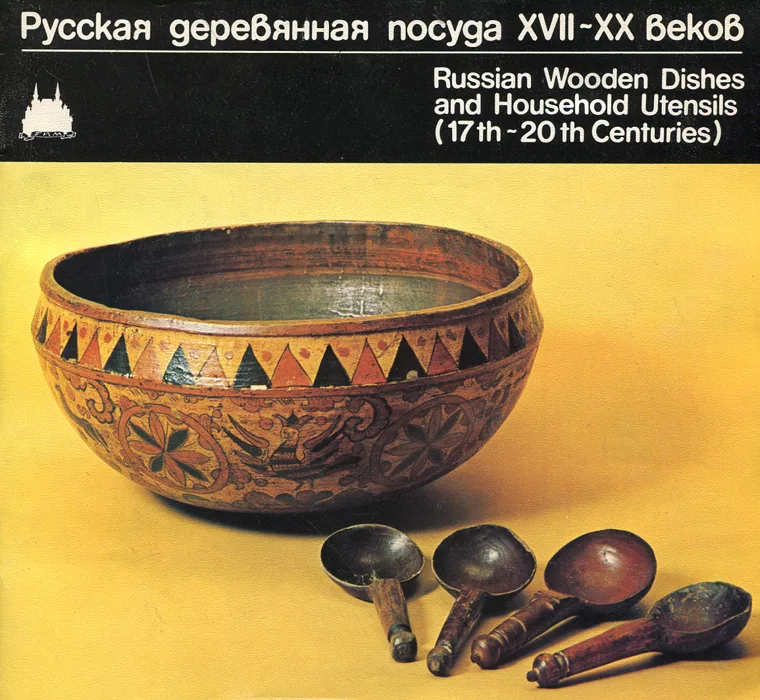 Русская деревянная посуда XVII~XX веков
Russian Wooden Dishes
and Household Utensils
(17th~20th Centuries)